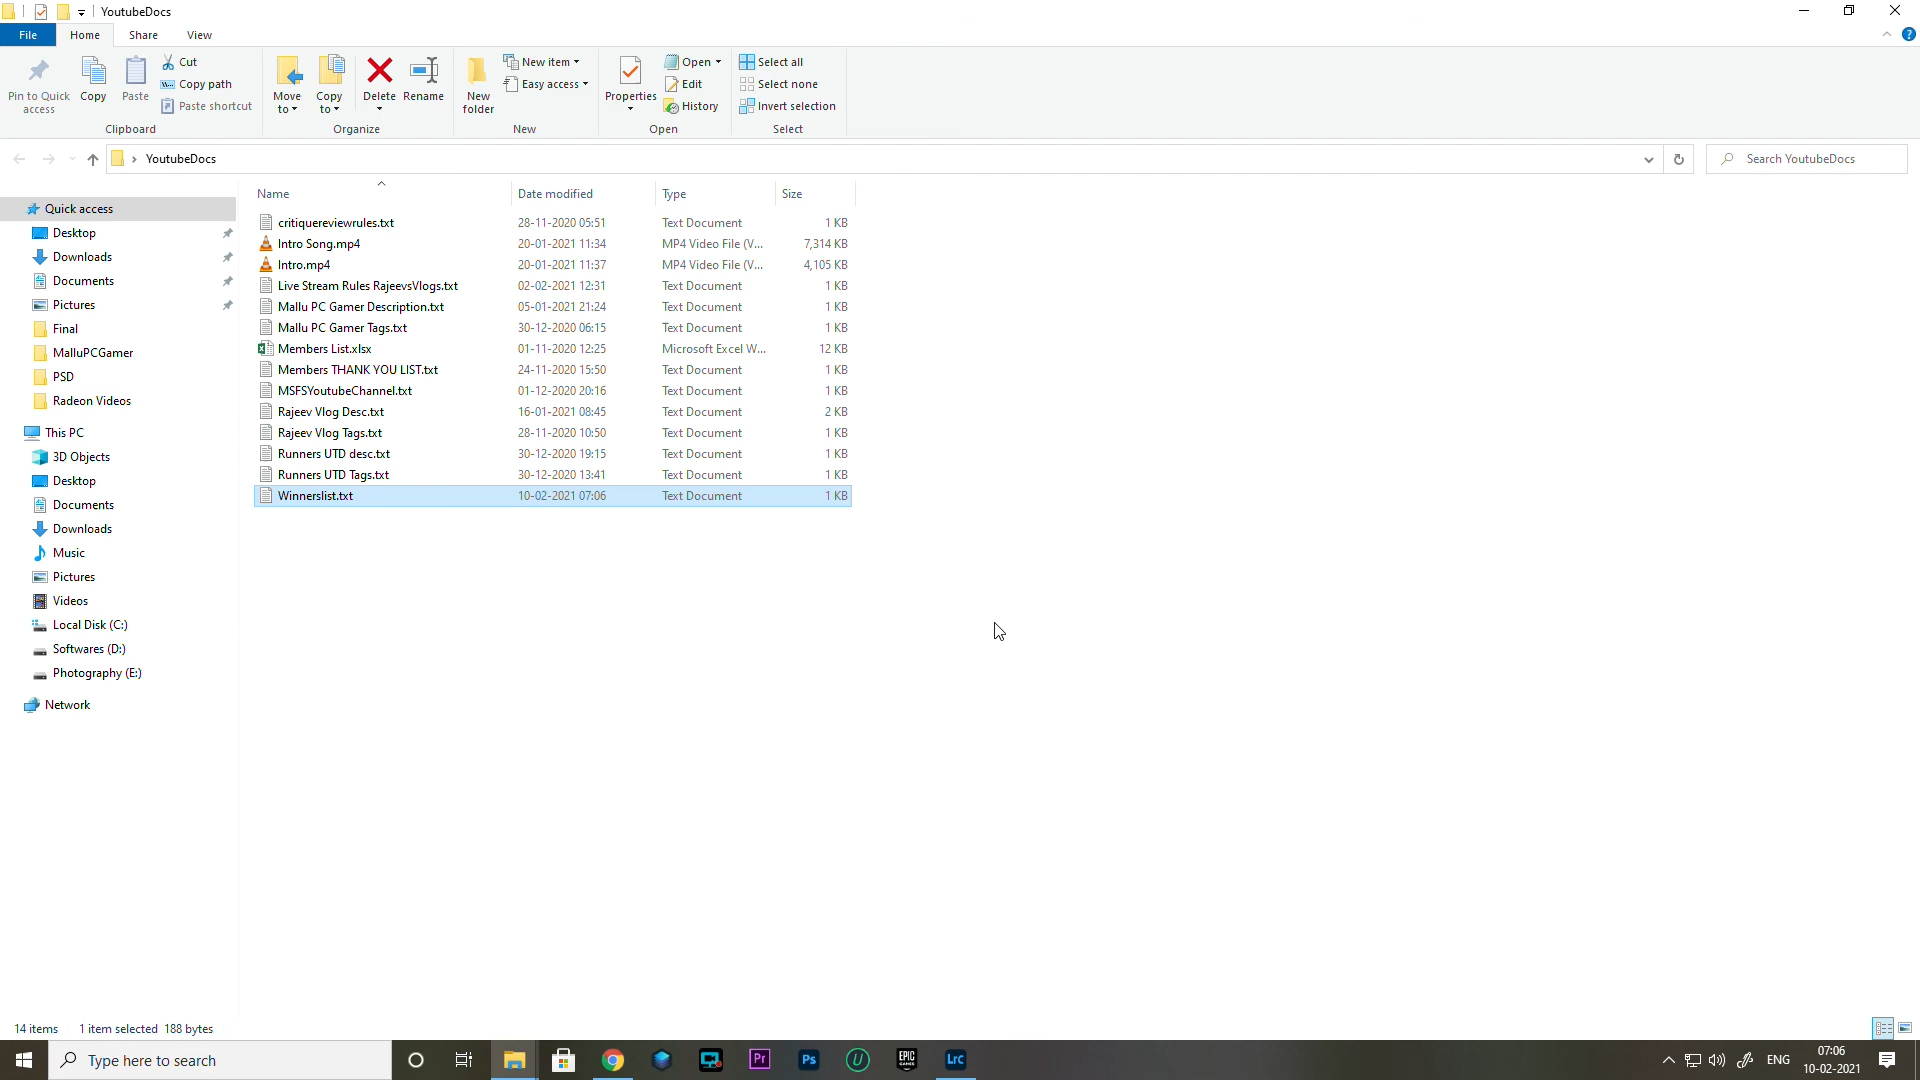 YoutubeDocs
File Home Share View
Pin to Quick access
Copy
Paste
Cut
Copy path
Paste shortcut
Clipboard
Move to
Copy to
Delete
Rename
Organize
New folder
New item
Easy access
New
Properties
Open
Edit
History
Open
Select all
Select none
Invert selection
Select
YoutubeDocs
Search YoutubeDocs
Name Date modified Type Size
critiquereviewrules.txt 28-11-2020 05:51 Text Document 1 KB
Intro Song.mp4 20-01-2021 11:34 MP4 Video File (V... 7,314 KB
Intro.mp4 20-01-2021 11:37 MP4 Video File (V... 4,105 KB
Live Stream Rules RajeevsVlogs.txt 02-02-2021 12:31 Text Document 1 KB
Mallu PC Gamer Description.txt 05-01-2021 21:24 Text Document 1 KB
Mallu PC Gamer Tags.txt 30-12-2020 06:15 Text Document 1 KB
Members List.xlsx 01-11-2020 12:25 Microsoft Excel W... 12 KB
Members THANK YOU LIST.txt 24-11-2020 15:50 Text Document 1 KB
MSFSYoutubeChannel.txt 01-12-2020 20:16 Text Document 1 KB
Rajeev Vlog Desc.txt 16-01-2021 08:45 Text Document 2 KB
Rajeev Vlog Tags.txt 28-11-2020 10:50 Text Document 1 KB
Runners UTD desc.txt 30-12-2020 19:15 Text Document 1 KB
Runners UTD Tags.txt 30-12-2020 13:41 Text Document 1 KB
Winnerslist.txt 10-02-2021 07:06 Text Document 1 KB
Quick access
Desktop
Downloads
Documents
Pictures
Final
MalluPCGamer
PSD
Radeon Videos
This PC
3D Objects
Desktop
Documents
Downloads
Music
Pictures
Videos
Local Disk (C:)
Softwares (D:)
Photography (E:)
Network
14 items 1 item selected 188 bytes
Type here to search
Pr
Ps
U
EPIC GAMES
Lrc
ENG
07:06
10-02-2021